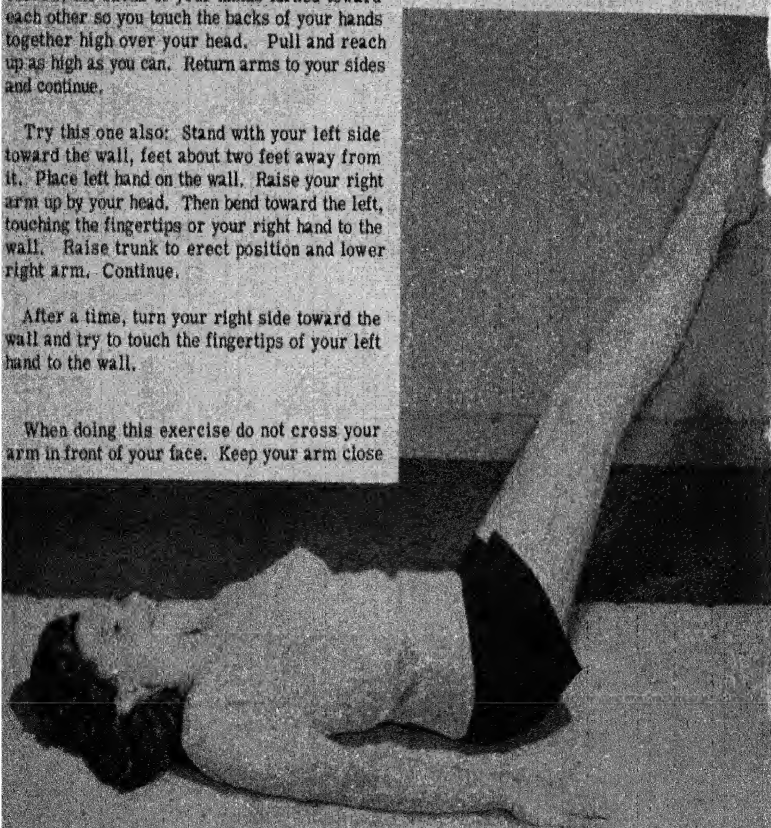 each other so you touch the backs of your hands
together high over your head. Pull and reach
up as high as you can. Return arms to your sides
and continue.
Try this one also: Stand with your left side
toward the wall, feet about two feet away from
it. Place left hand on the wall. Raise your right
arm up by your head. Then bend toward the left,
touching the fingertips or your right hand to the
wall. Raise trunk to erect position and lower
right arm. Continue.
After a time, turn your right side toward the
wall and try to touch the fingertips of your left
hand to the wall.
When doing this exercise do not cross your
arm in front of your face. Keep your arm close